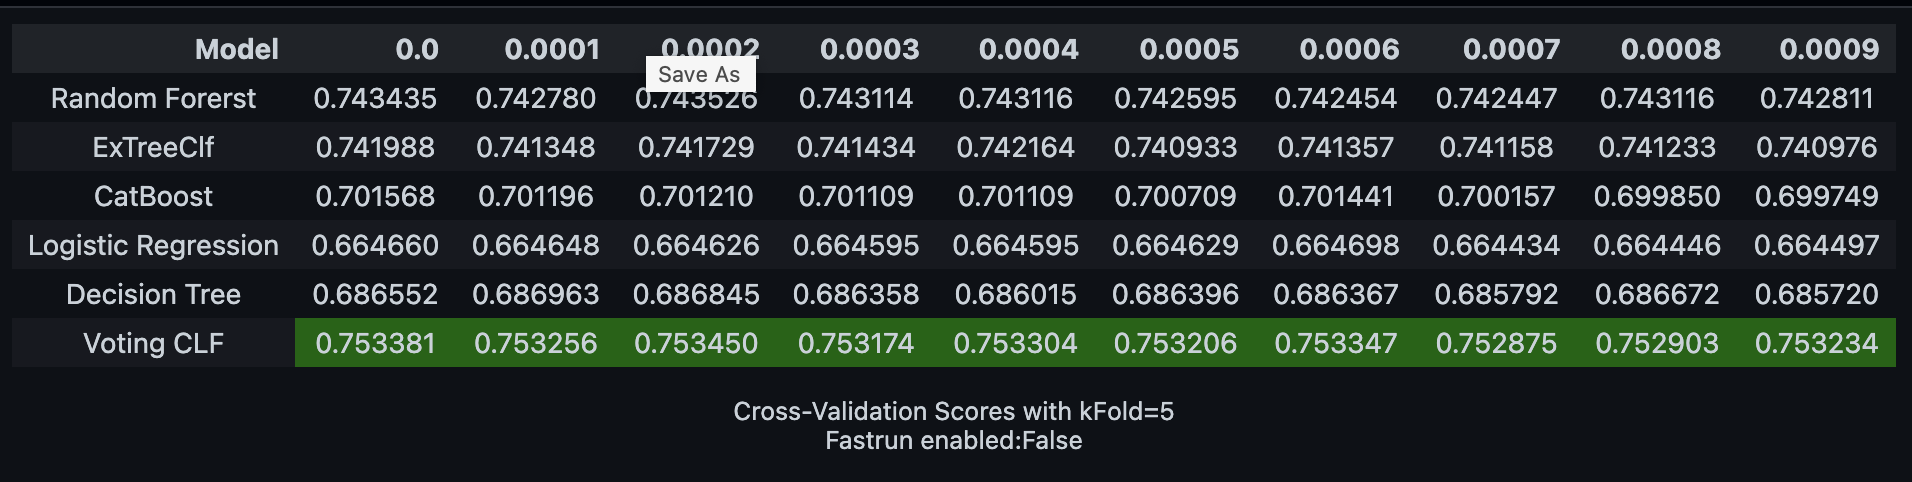 Model 0.0 0.0001 0.0002 0.0003 0.0004 0.0005 0.0006 0.0007 0.0008 0.0009
Save As
Random Forerst 0.743435 0.742780 0.743526 0.743114 0.743116 0.742595 0.742454 0.742447 0.743116 0.742811
ExTreeClf 0.741988 0.741348 0.741729 0.741434 0.742164 0.740933 0.741357 0.741158 0.741233 0.740976
CatBoost 0.701568 0.701196 0.701210 0.701109 0.701109 0.700709 0.701441 0.700157 0.699850 0.699749
Logistic Regression 0.664660 0.664648 0.664626 0.664595 0.664595 0.664629 0.664698 0.664434 0.664446 0.664497
Decision Tree 0.686552 0.686963 0.686845 0.686358 0.686015 0.686396 0.686367 0.685792 0.686672 0.685720
Voting CLF 0.753381 0.753256 0.753450 0.753174 0.753304 0.753206 0.753347 0.752875 0.752903 0.753234
Cross-Validation Scores with kFold=5
Fastrun enabled:False